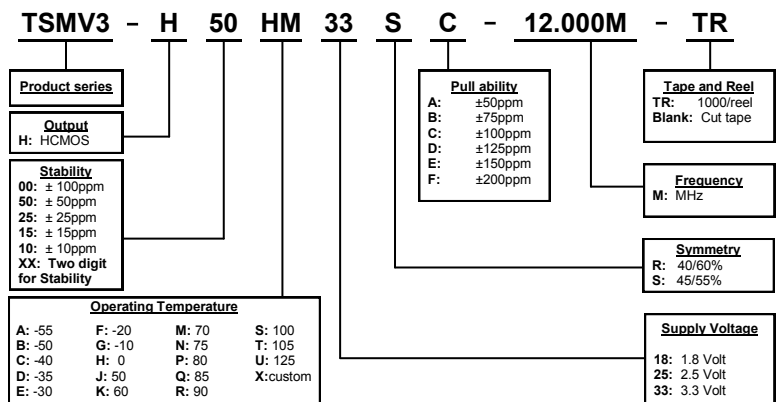 TSMV3 – H 50 HM 33 S C - 12.000M – TR
Product series
Output
H: HCMOS
Stability
00: ± 100ppm
50: ± 50ppm
25: ± 25ppm
15: ± 15ppm
10: ± 10ppm
XX: Two digit
for Stability
Operating Temperature
A: -55 F: -20 M: 70 S: 100
B: -50 G: -10 N: 75 T: 105
C: -40 H: 0 P: 80 U: 125
D: -35 J: 50 Q: 85 X:custom
E: -30 K: 60 R: 90
Pull ability
A: ±50ppm
B: ±75ppm
C: ±100ppm
D: ±125ppm
E: ±150ppm
F: ±200ppm
Tape and Reel
TR: 1000/reel
Blank: Cut tape
Frequency
M: MHz
Symmetry
R: 40/60%
S: 45/55%
Supply Voltage
18: 1.8 Volt
25: 2.5 Volt
33: 3.3 Volt